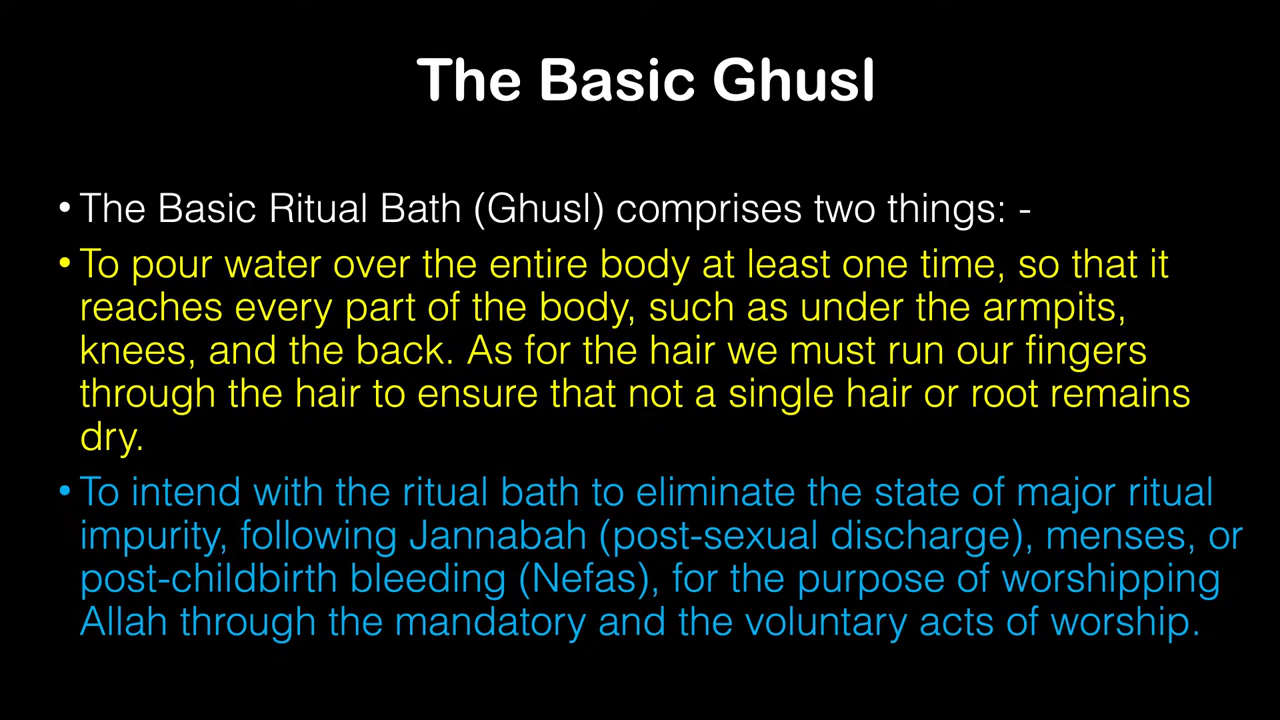 The Basic Ghusl
• The Basic Ritual Bath (Ghusl) comprises two things: -
• To pour water over the entire body at least one time, so that it
reaches every part of the body, such as under the armpits,
knees, and the back. As for the hair we must run our fingers
through the hair to ensure that not a single hair or root remains
dry.
• To intend with the ritual bath to eliminate the state of major ritual
impurity, following Jannabah (post-sexual discharge), menses, or
post-childbirth bleeding (Nefas), for the purpose of worshipping
Allah through the mandatory and the voluntary acts of worship.